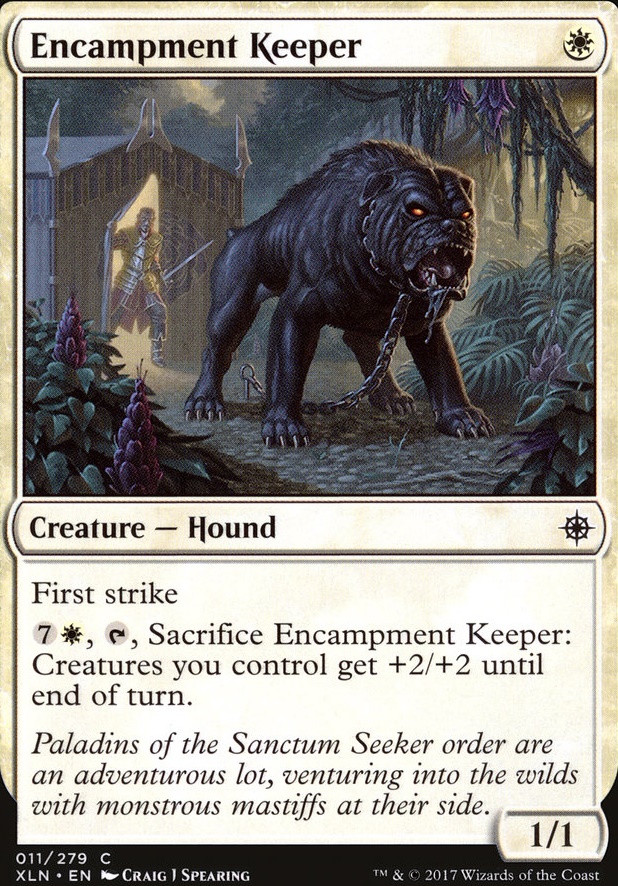 Encampment Keeper
Creature — Hound
First strike
7, , Sacrifice Encampment Keeper:
Creatures you control get +2/+2 until
end of turn.
Paladins of the Sanctum Seeker order are
an adventurous lot, venturing into the wilds
with monstrous mastiffs at their side.
1/1
011/279 C
XLN • EN Craig J Spearing
™ & © 2017 Wizards of the Coast